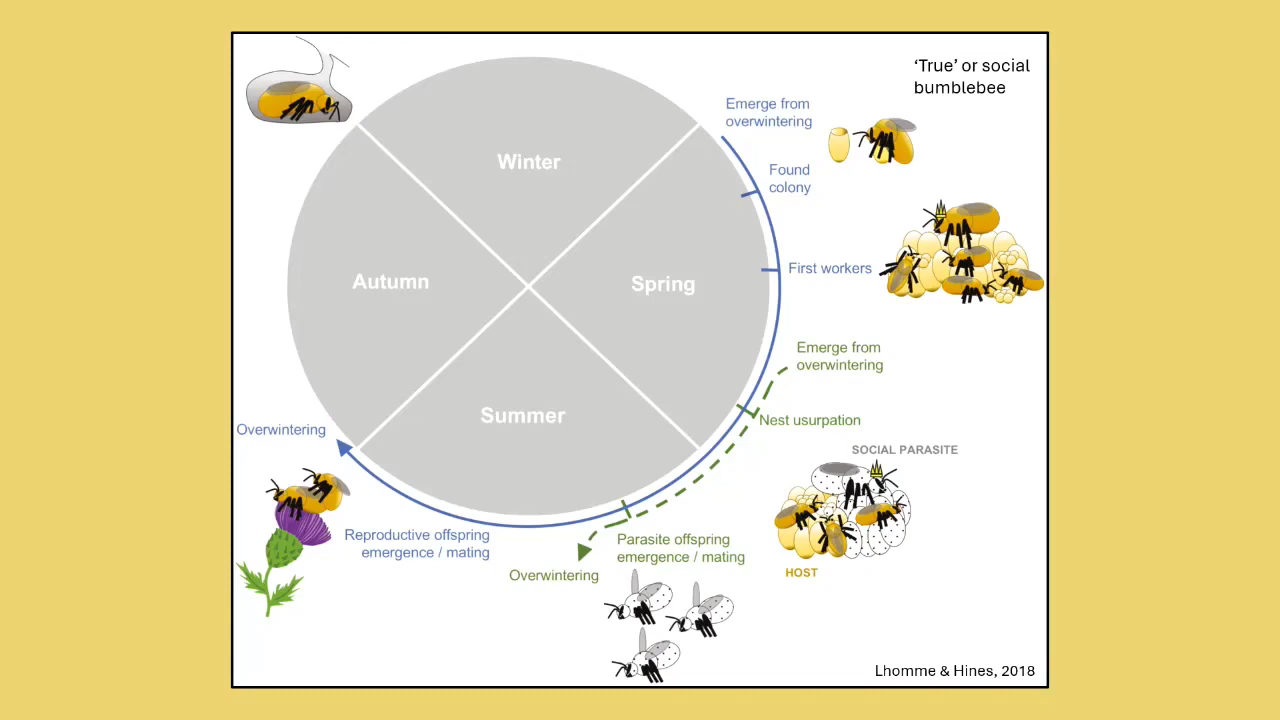 ‘True’ or social
bumblebee
Emerge from
overwintering
Found
colony
First workers
Winter
Autumn
Spring
Summer
Emerge from
overwintering
Nest usurpation
SOCIAL PARASITE
HOST
Parasite offspring
emergence / mating
Overwintering
Reproductive offspring
emergence / mating
Overwintering
Lhomme & Hines, 2018